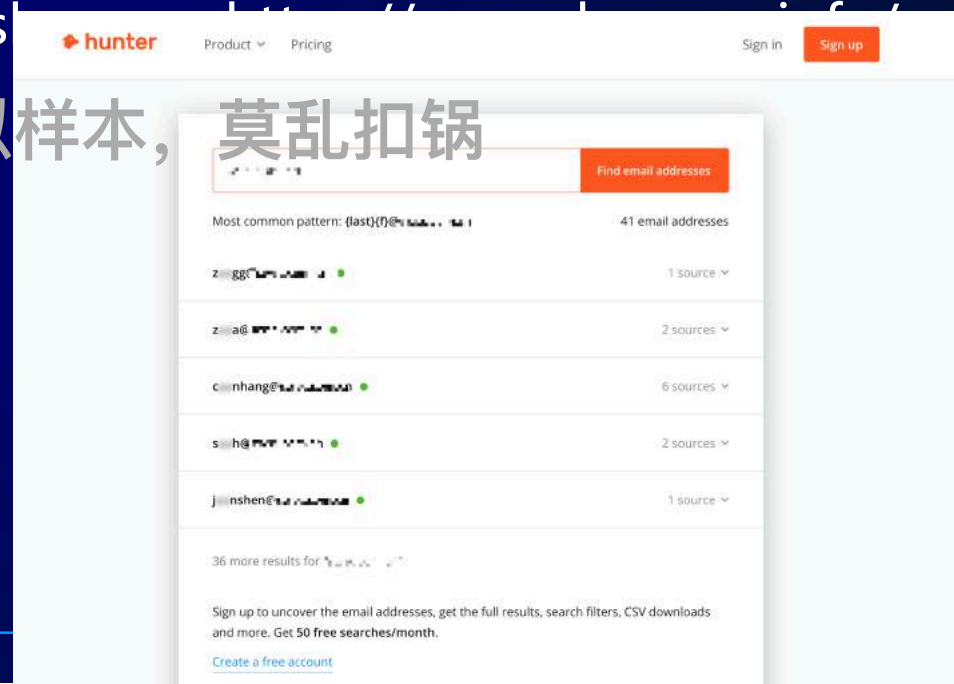 hunter
Product
Pricing
Sign in
Sign up
样本，莫乱扣锅
Find email addresses
Most common pattern: {last}{f}@
41 email addresses
1 source
2 sources
nhang@
6 sources
2 sources
nshen@
1 source
36 more results for
Sign up to uncover the email addresses, get the full results, search filters, CSV downloads
and more. Get 50 free searches/month.
Create a free account